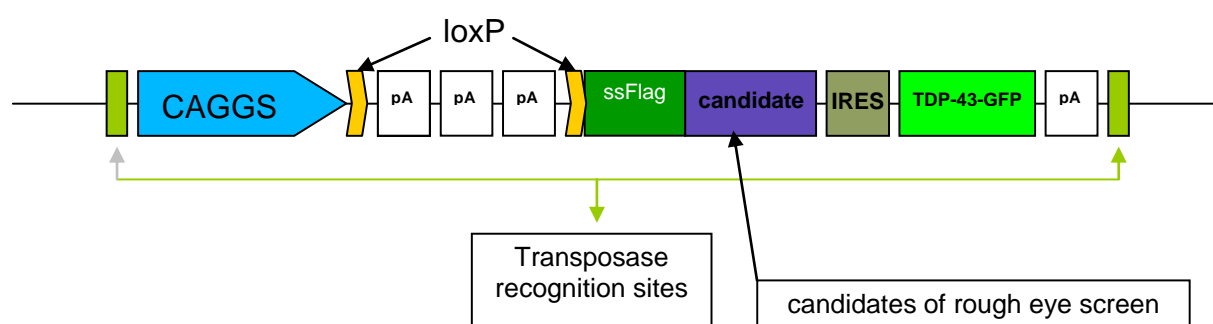 loxP
CAGGS
pA
pA
pA
ssFlag
candidate
IRES
TDP-43-GFP
pA
Transposase
recognition sites
candidates of rough eye screen